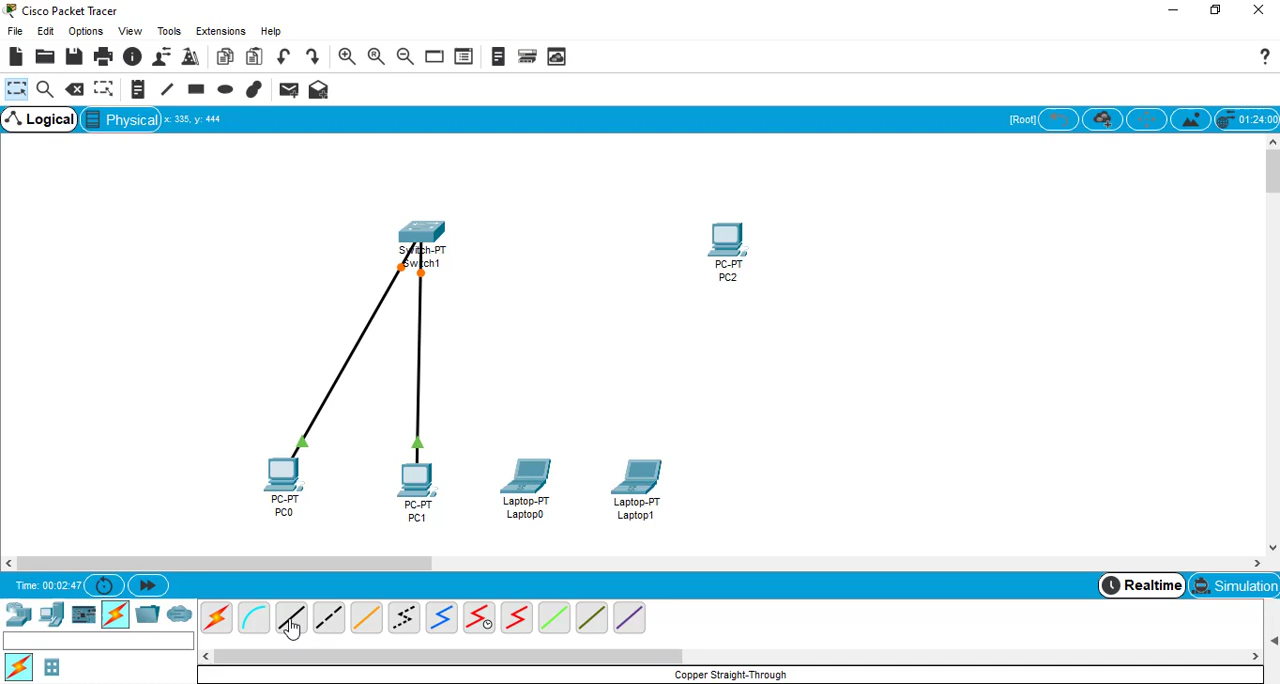 Cisco Packet Tracer
File Edit Options View Tools Extensions Help
?
Logical Physical x: 335, y: 444 [Root] 01:24:00
Switch-PT
Switch1
PC-PT
PC2
PC-PT
PC0
PC-PT
PC1
Laptop-PT
Laptop0
Laptop-PT
Laptop1
Time: 00:02:47 Realtime Simulation
Copper Straight-Through